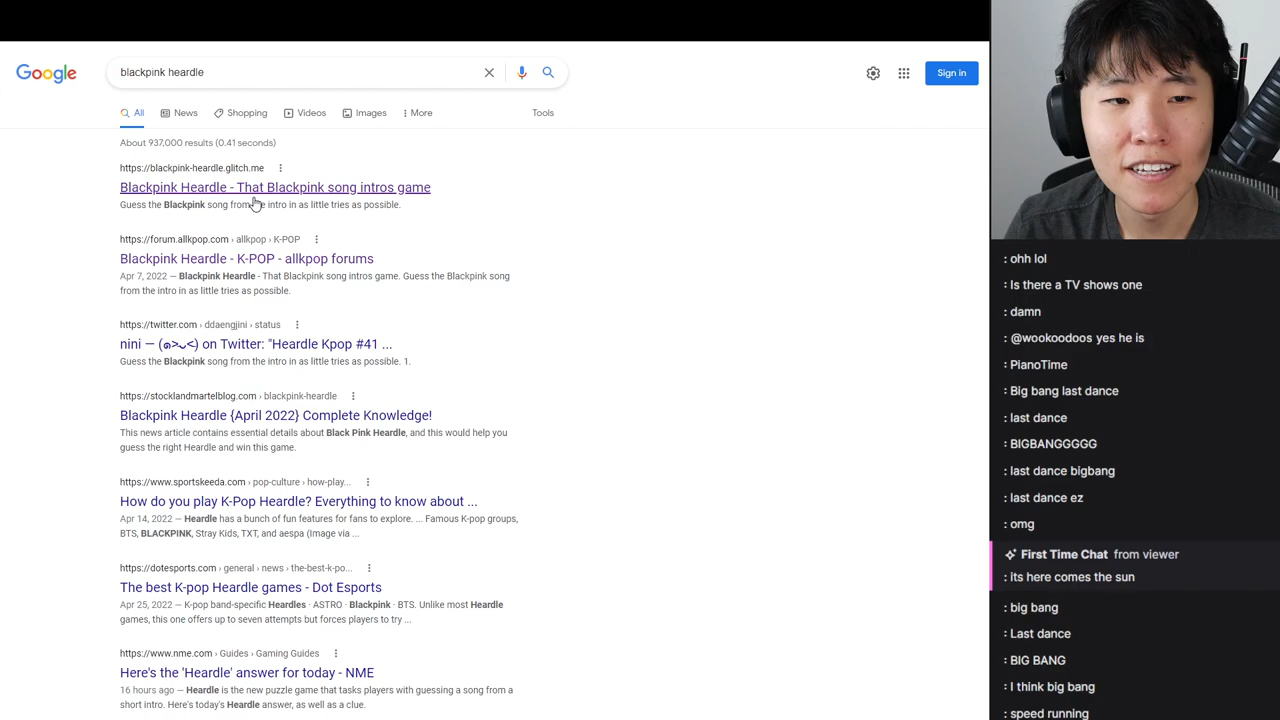 Google
blackpink heardle
Sign in
All
News
Shopping
Videos
Images
More
Tools
About 937,000 results (0.41 seconds)
https://blackpink-heardle.glitch.me
Blackpink Heardle - That Blackpink song intros game
Guess the Blackpink song from the intro in as little tries as possible.
https://forum.allkpop.com › allkpop › K-POP
Blackpink Heardle - K-POP - allkpop forums
Apr 7, 2022 — Blackpink Heardle - That Blackpink song intros game. Guess the Blackpink song
from the intro in as little tries as possible.
https://twitter.com › ddaengjini › status
nini — (๑˃ᴗ˂) on Twitter: "Heardle Kpop #41 ...
Guess the Blackpink song from the intro in as little tries as possible. 1.
https://stocklandmartelblog.com › blackpink-heardle
Blackpink Heardle {April 2022} Complete Knowledge!
This news article contains essential details about Black Pink Heardle, and this would help you
guess the right Heardle and win this game.
https://www.sportskeeda.com › pop-culture › how-play...
How do you play K-Pop Heardle? Everything to know about ...
Apr 14, 2022 — Heardle has a bunch of fun features for fans to explore. ... Famous K-pop groups,
BTS, BLACKPINK, Stray Kids, TXT, and aespa (Image via ...
https://dotesports.com › general › news › the-best-k-po...
The best K-pop Heardle games - Dot Esports
Apr 25, 2022 — K-pop band-specific Heardles · ASTRO · Blackpink · BTS. Unlike most Heardle
games, this one offers up to seven attempts but forces players to try ...
https://www.nme.com › Guides › Gaming Guides
Here's the 'Heardle' answer for today - NME
16 hours ago — Heardle is the new puzzle game that tasks players with guessing a song from a
short intro. Here's today's Heardle answer, as well as a clue.
: ohh lol
: Is there a TV shows one
: damn
: @wookoodoos yes he is
: PianoTime
: Big bang last dance
: last dance
: BIGBANGGGGG
: last dance bigbang
: last dance ez
: omg
First Time Chat from viewer
: its here comes the sun
: big bang
: Last dance
: BIG BANG
: I think big bang
: speed running